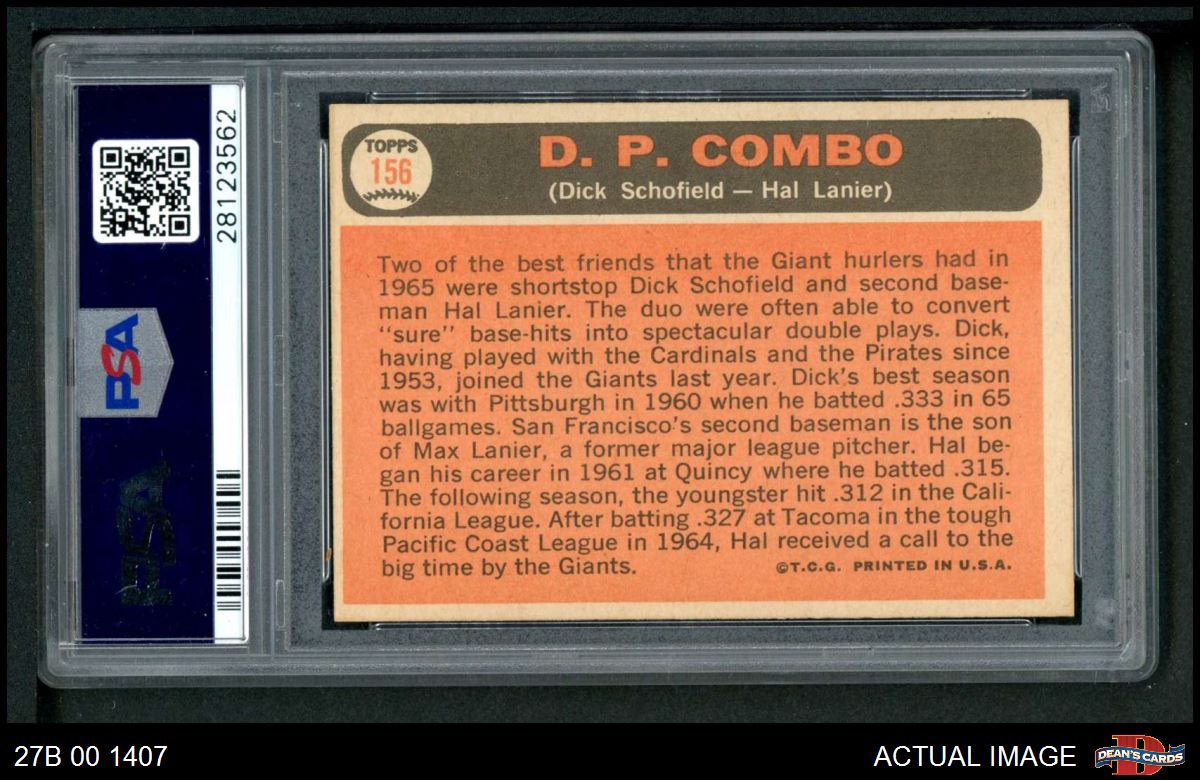 28123562
PSA
PSA
TOPPS
156
D. P. COMBO
(Dick Schofield — Hal Lanier)
Two of the best friends that the Giant hurlers had in
1965 were shortstop Dick Schofield and second base-
man Hal Lanier. The duo were often able to convert
"sure" base-hits into spectacular double plays. Dick,
having played with the Cardinals and the Pirates since
1953, joined the Giants last year. Dick's best season
was with Pittsburgh in 1960 when he batted .333 in 65
ballgames. San Francisco's second baseman is the son
of Max Lanier, a former major league pitcher. Hal be-
gan his career in 1961 at Quincy where he batted .315.
The following season, the youngster hit .312 in the Cali-
fornia League. After batting .327 at Tacoma in the tough
Pacific Coast League in 1964, Hal received a call to the
big time by the Giants.
©T.C.G. PRINTED IN U.S.A.
27B 00 1407
ACTUAL IMAGE
DEAN'S CARDS